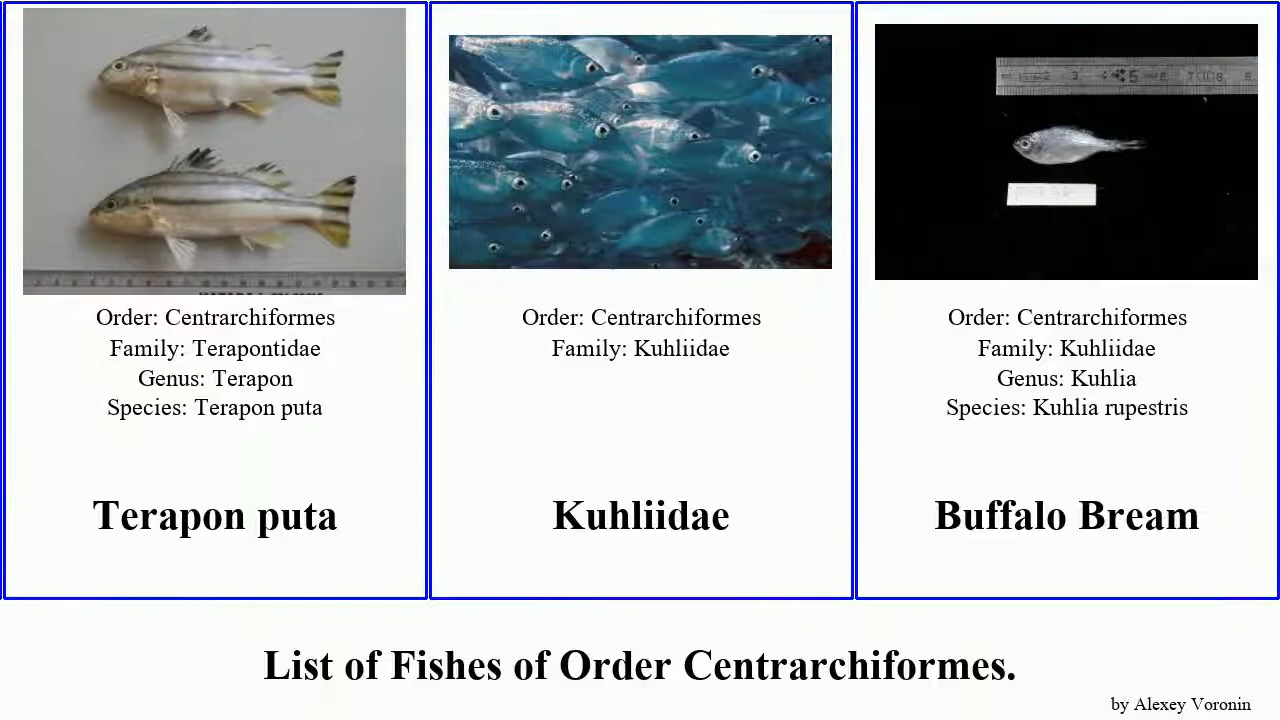 Order: Centrarchiformes
Family: Terapontidae
Genus: Terapon
Species: Terapon puta
Terapon puta
Order: Centrarchiformes
Family: Kuhliidae
Kuhliidae
Order: Centrarchiformes
Family: Kuhliidae
Genus: Kuhlia
Species: Kuhlia rupestris
Buffalo Bream
List of Fishes of Order Centrarchiformes.
by Alexey Voronin